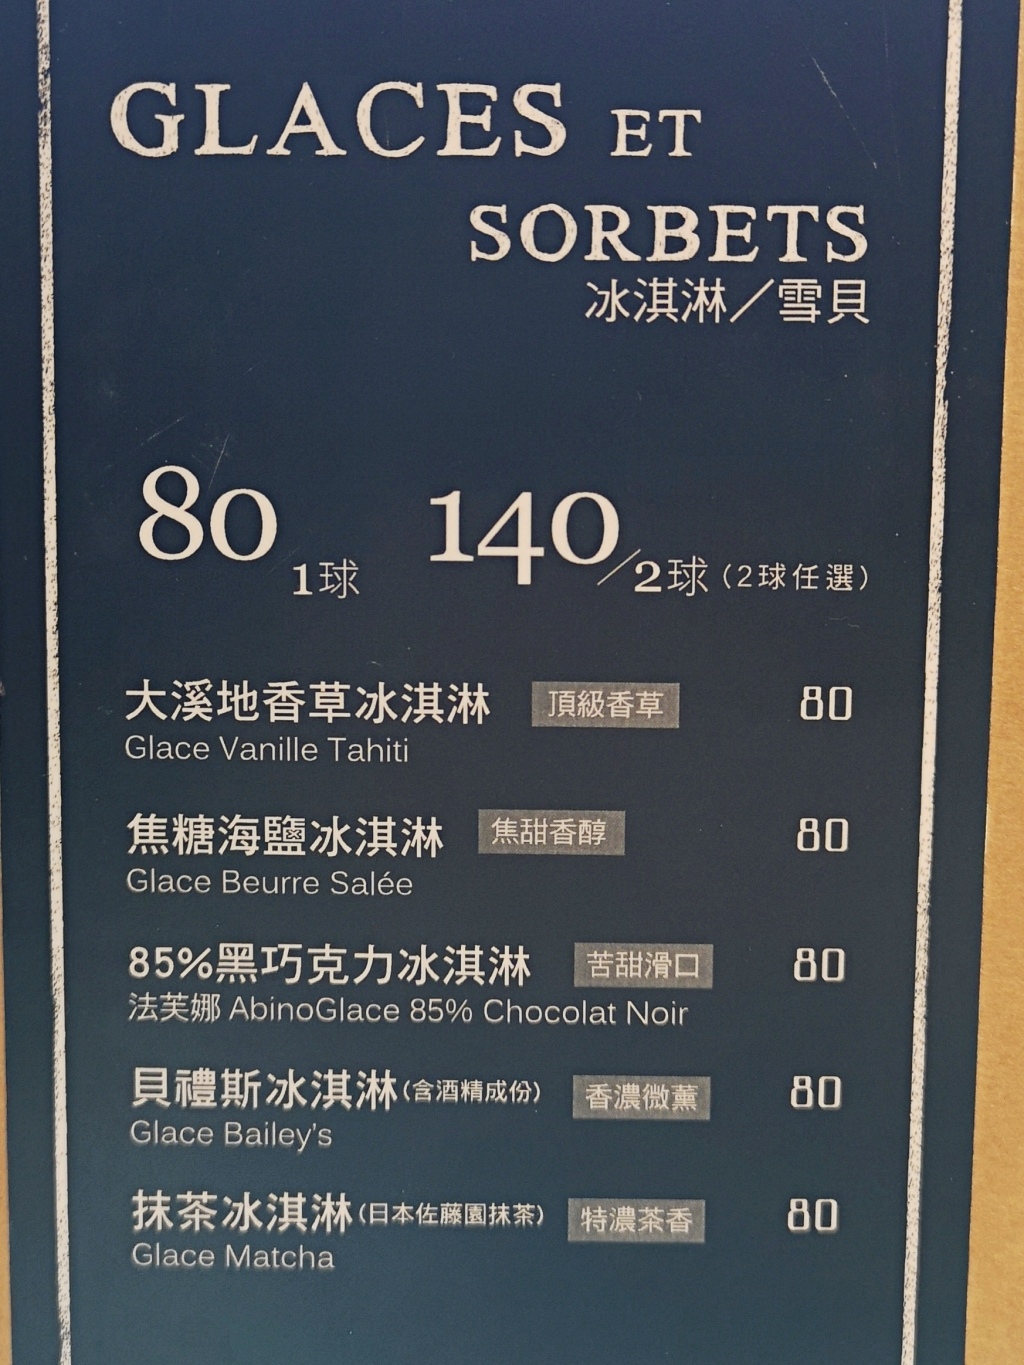 GLACES ET
SORBETS
冰淇淋／雪貝
80 1球 140/2球（2球任選）
大溪地香草冰淇淋 頂級香草 80
Glace Vanille Tahiti
焦糖海鹽冰淇淋 焦甜香醇 80
Glace Beurre Salée
85%黑巧克力冰淇淋 苦甜滑口 80
法芙娜 AbinoGlace 85% Chocolat Noir
貝禮斯冰淇淋(含酒精成份) 香濃微薰 80
Glace Bailey's
抹茶冰淇淋(日本佐藤園抹茶) 特濃茶香 80
Glace Matcha